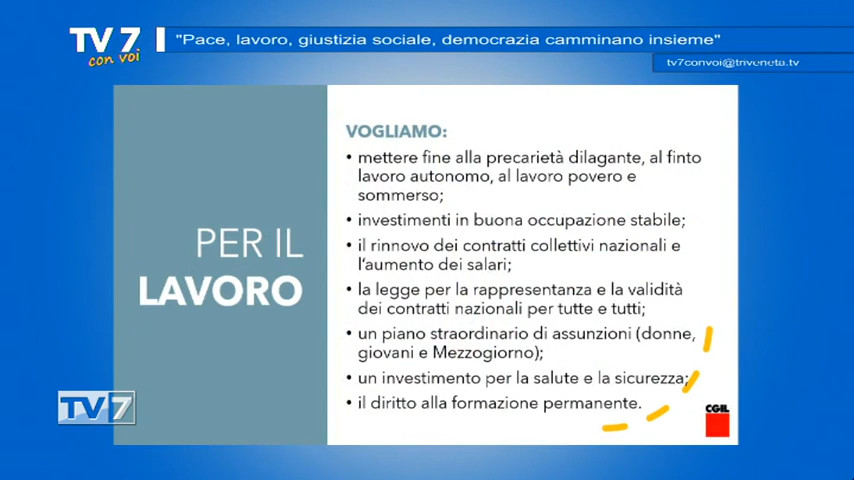 TV7
con voi
"Pace, lavoro, giustizia sociale, democrazia camminano insieme"
tv7convoi@triveneta.tv
PER IL
LAVORO
VOGLIAMO:
• mettere fine alla precarietà dilagante, al finto
lavoro autonomo, al lavoro povero e
sommerso;
• investimenti in buona occupazione stabile;
• il rinnovo dei contratti collettivi nazionali e
l'aumento dei salari;
• la legge per la rappresentanza e la validità
dei contratti nazionali per tutte e tutti;
• un piano straordinario di assunzioni (donne,
giovani e Mezzogiorno);
• un investimento per la salute e la sicurezza;
• il diritto alla formazione permanente.
TV7
CGIL